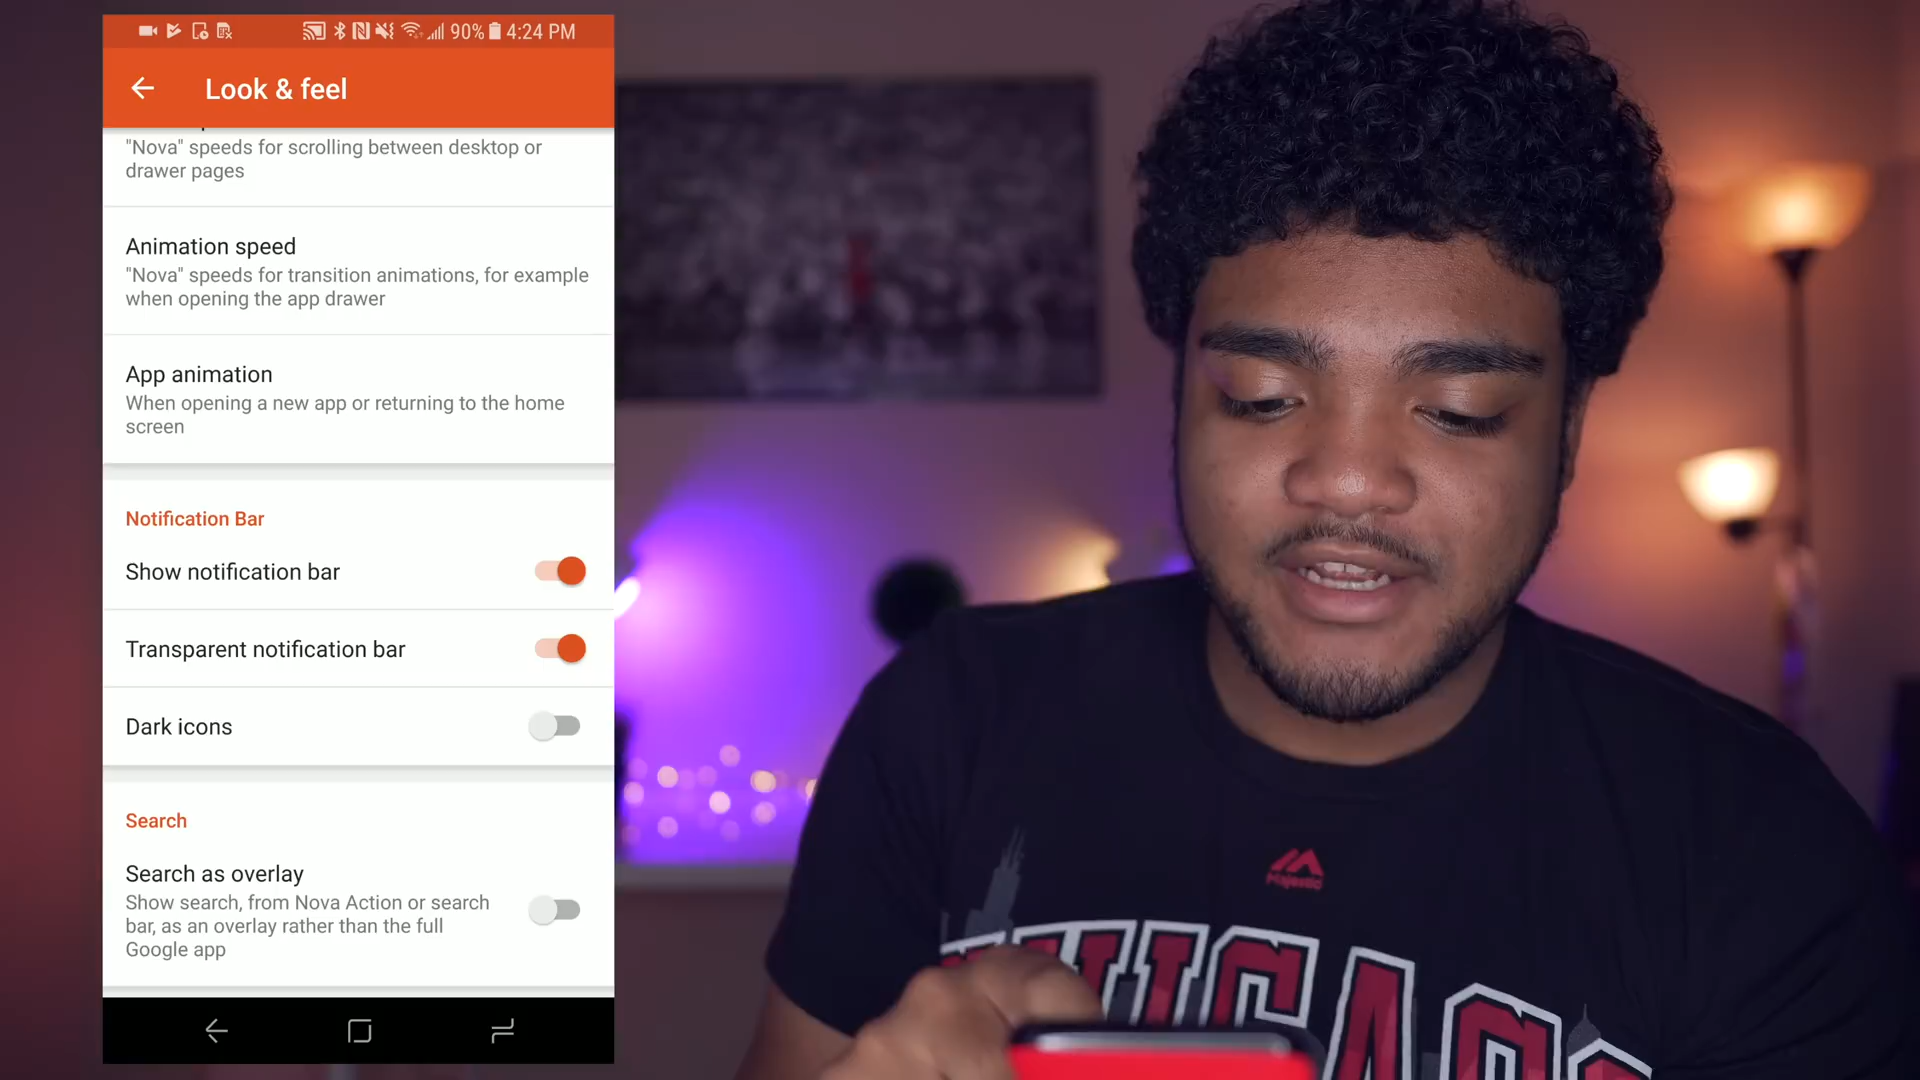 90% 4:24 PM
Look & feel
"Nova" speeds for scrolling between desktop or
drawer pages
Animation speed
"Nova" speeds for transition animations, for example
when opening the app drawer
App animation
When opening a new app or returning to the home
screen
Notification Bar
Show notification bar
Transparent notification bar
Dark icons
Search
Search as overlay
Show search, from Nova Action or search
bar, as an overlay rather than the full
Google app
Majestic
CHICAGO